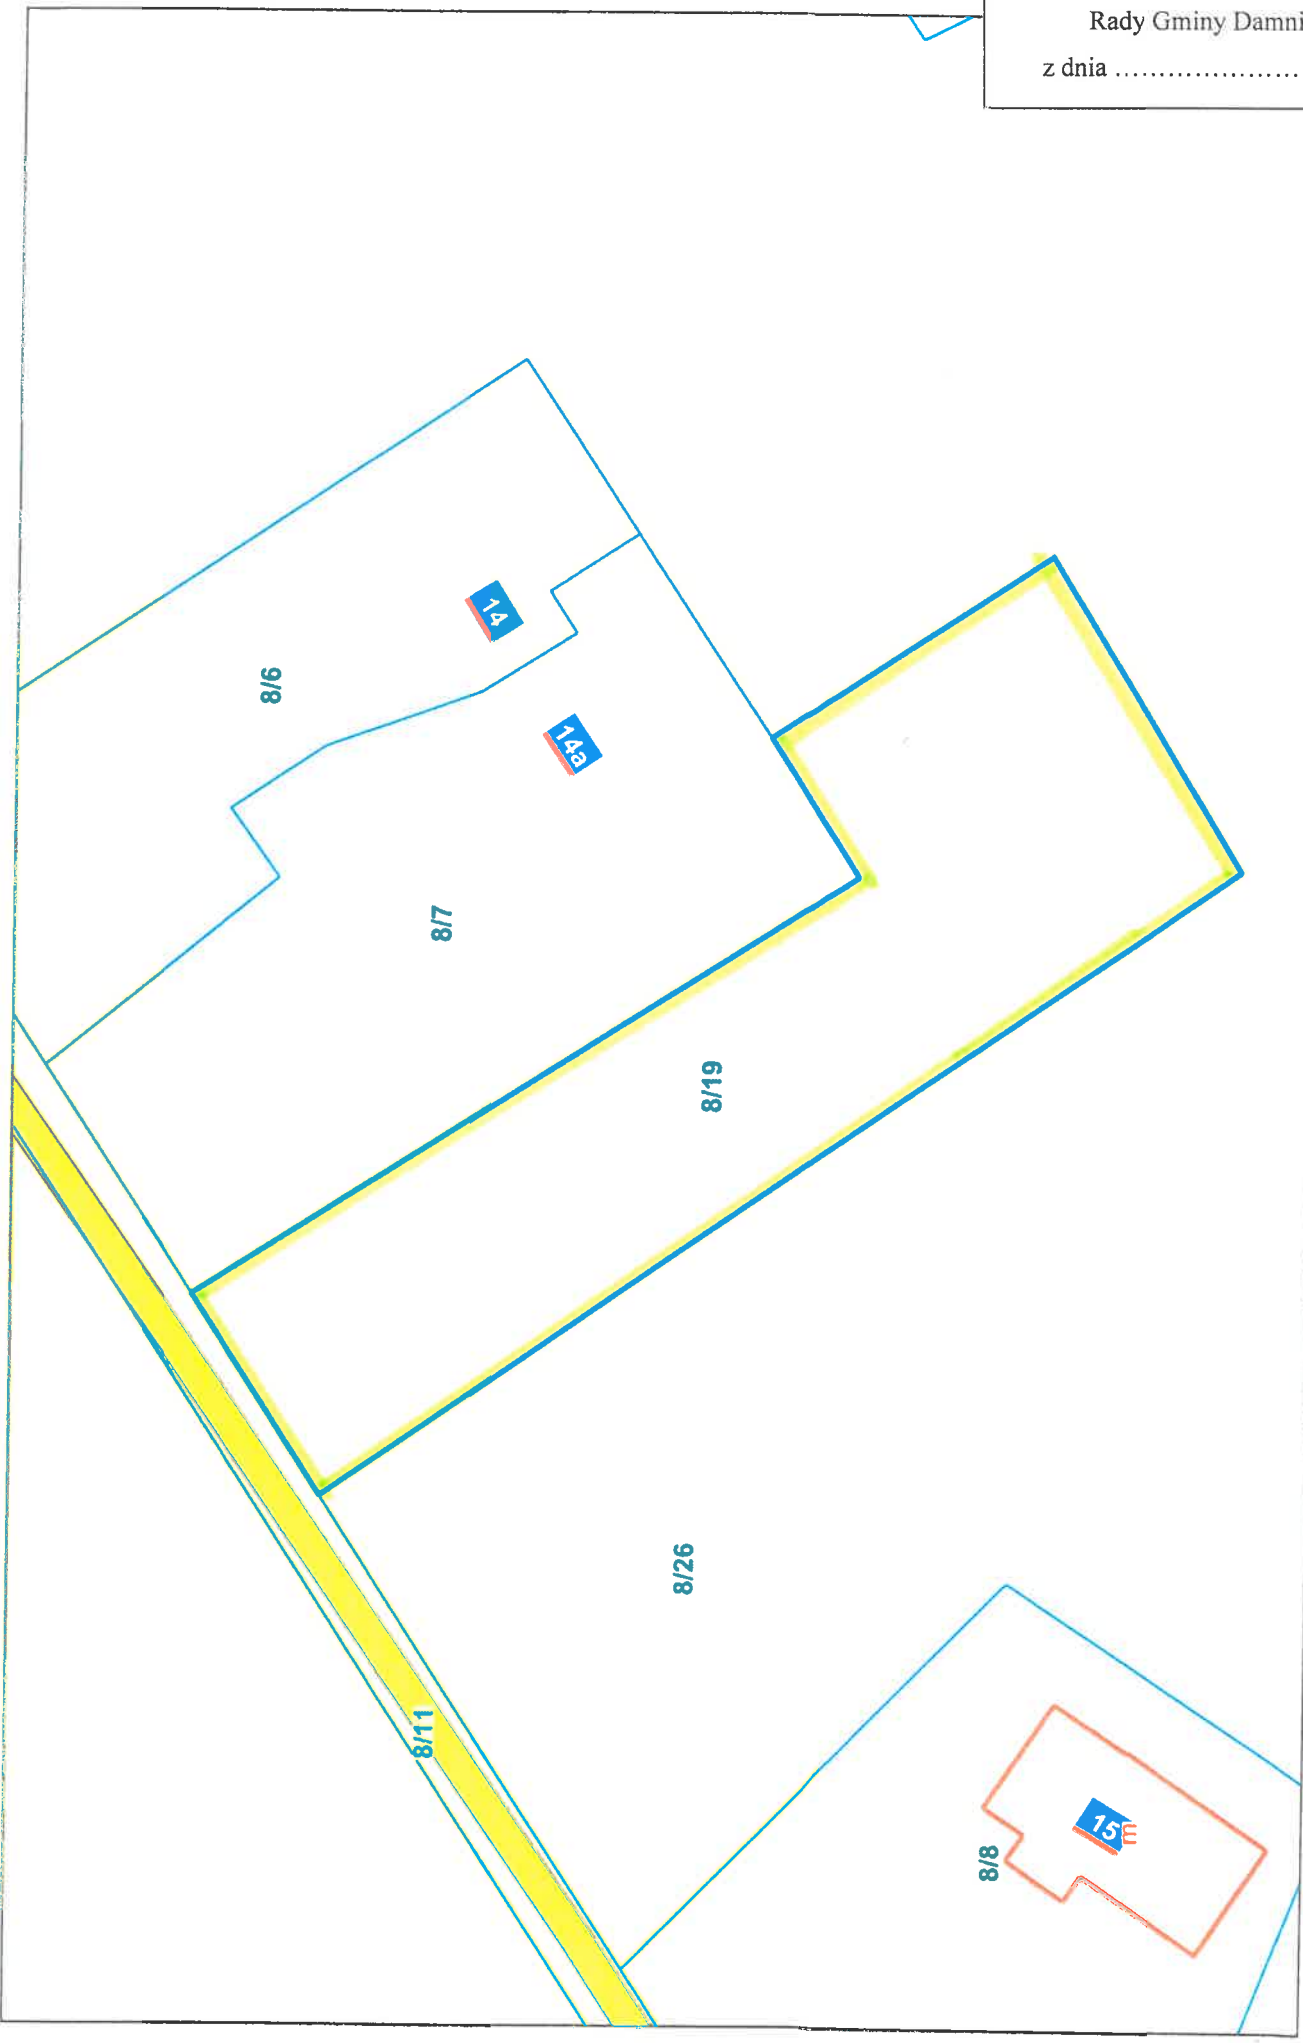 Rady Gminy Damni
z dnia ......................
8/6
14
14a
8/7
8/19
8/26
8/11
8/8
15
m